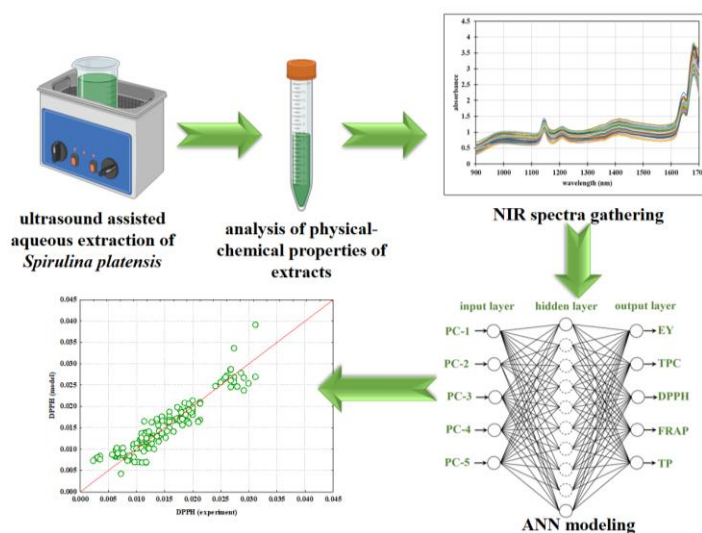 ultrasound assisted
aqueous extraction of
Spirulina platensis
analysis of physical-
chemical properties of
extracts
absorbance
4.5
4
3.5
3
2.5
2
1.5
1
0.5
0
900 1000 1100 1200 1300 1400 1500 1600 170
wavelength (nm)
NIR spectra gathering
input layer hidden layer output layer
PC-1 EY
PC-2 TPC
PC-3 DPPH
PC-4 FRAP
PC-5 TP
ANN modeling
DPPH (model)
0.045
0.040
0.035
0.030
0.025
0.020
0.015
0.010
0.005
0.000
0.000 0.005 0.010 0.015 0.020 0.025 0.030 0.035 0.040 0.045
DPPH (experiment)